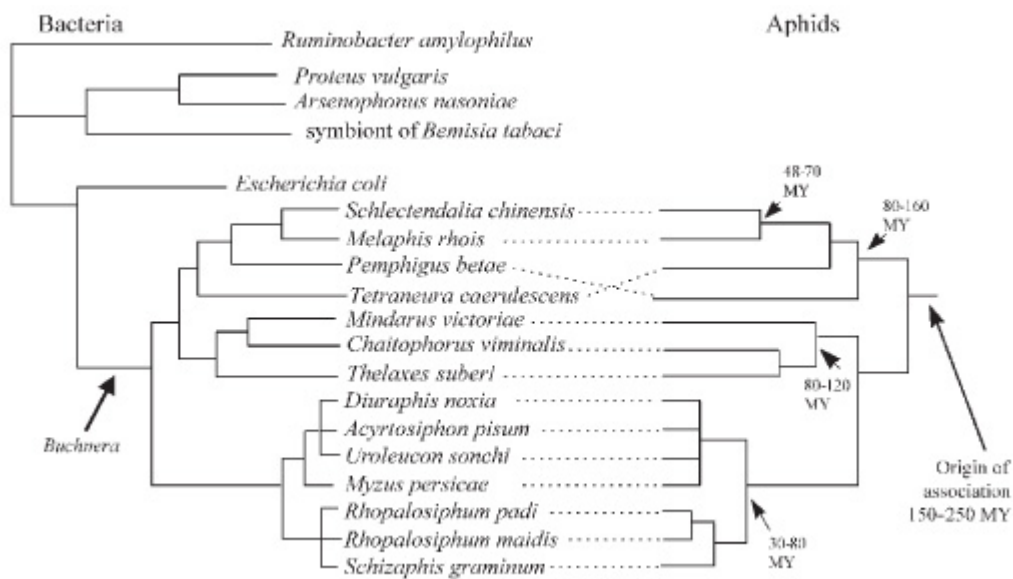 Bacteria
Aphids
Ruminobacter amylophilus
Proteus vulgaris
Arsenophonus nasoniae
symbiont of Bemisia tabaci
Escherichia coli
48-70
MY
Schlectendalia chinensis
80-160
MY
Melaphis rhois
Pemphigus betae
Tetraneura caerulescens
Mindarus victoriae
Chaitophorus viminalis
Thelaxes suberi
80-120
MY
Diuraphis noxia
Acyrtosiphon pisum
Buchnera
Uroleucon sonchi
Myzus persicae
Origin of
association
150–250 MY
Rhopalosiphum padi
Rhopalosiphum maidis
30-80
MY
Schizaphis graminum